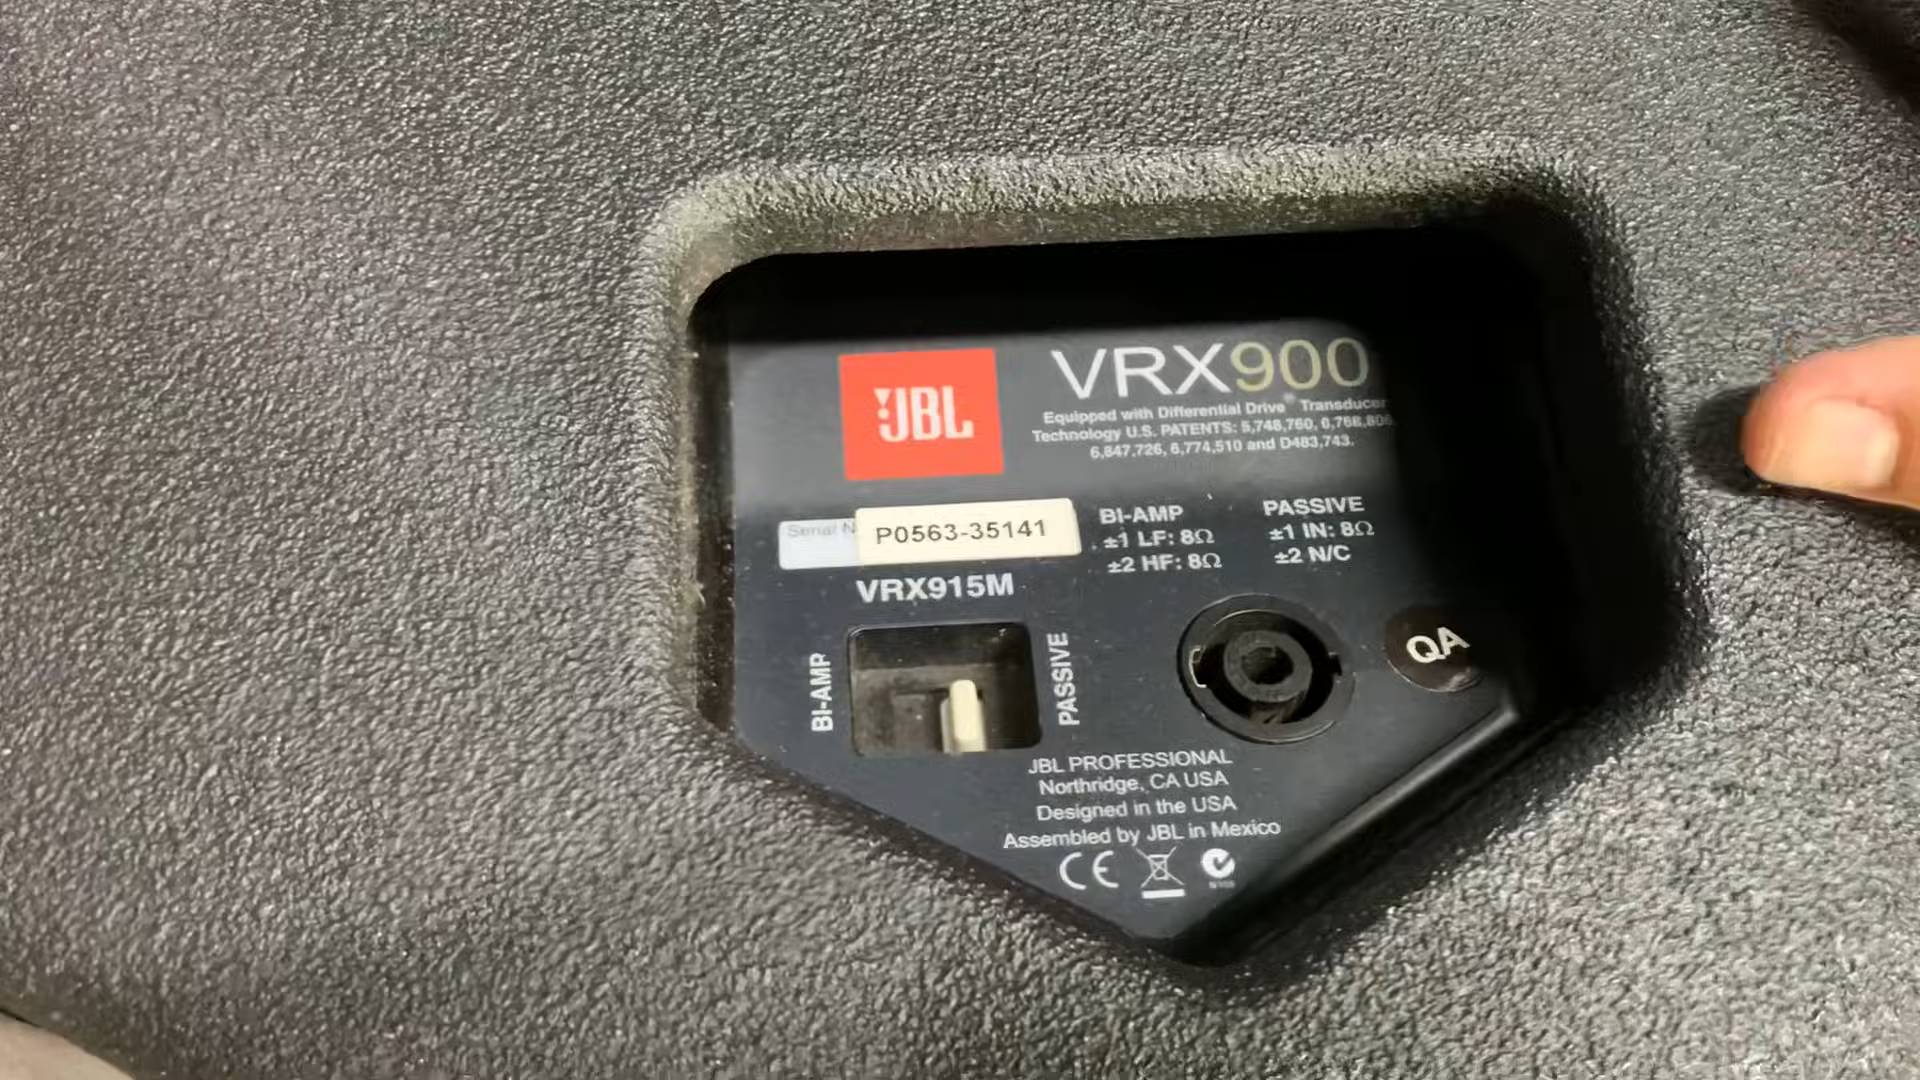 JBL
VRX900
Equipped with Differential Drive® Transducer
Technology U.S. PATENTS: 5,748,760, 6,768,806,
6,847,726, 6,774,510 and D483,743.
Serial N
P0563-35141
VRX915M
BI-AMP
±1 LF: 8Ω
±2 HF: 8Ω
PASSIVE
±1 IN: 8Ω
±2 N/C
BI-AMP
PASSIVE
QA
JBL PROFESSIONAL
Northridge, CA USA
Designed in the USA
Assembled by JBL in Mexico
CE